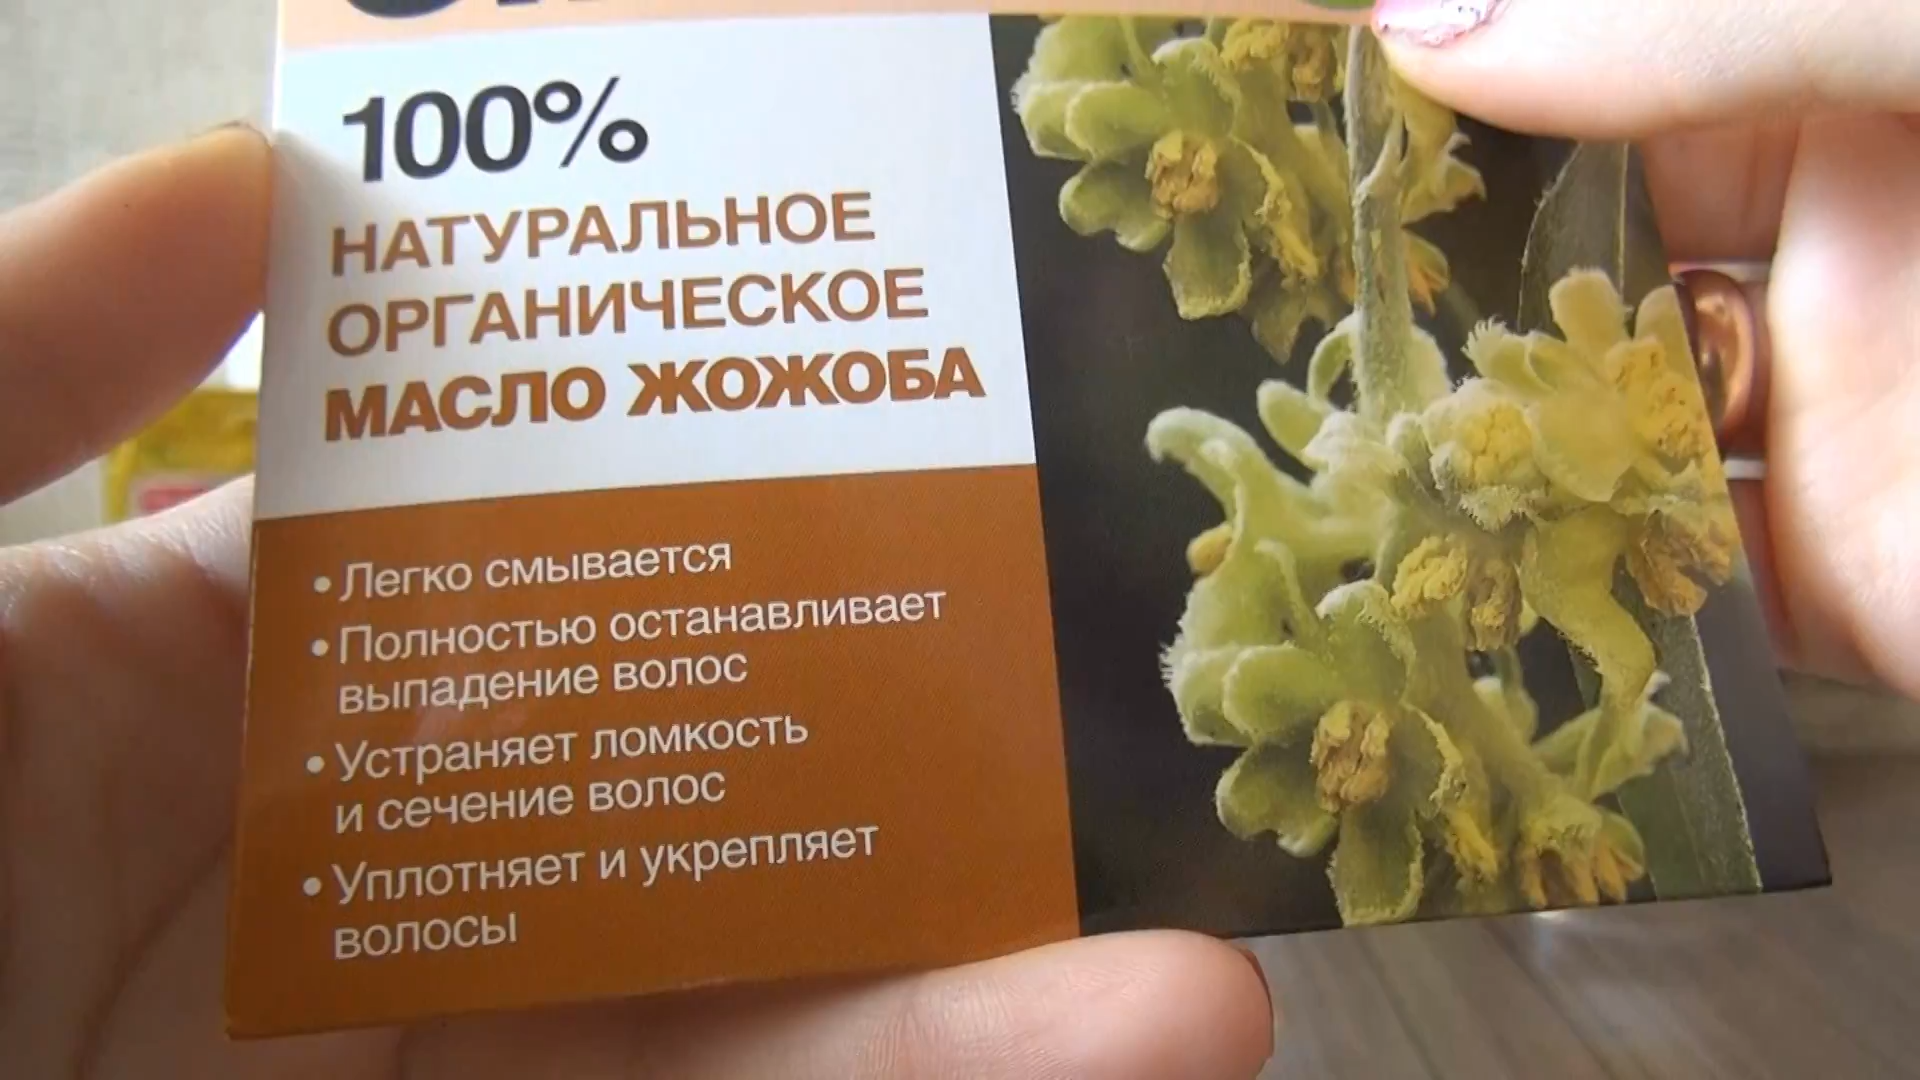 100%
НАТУРАЛЬНОЕ
ОРГАНИЧЕСКОЕ
МАСЛО ЖОЖОБА
• Легко смывается
• Полностью останавливает
выпадение волос
• Устраняет ломкость
и сечение волос
• Уплотняет и укрепляет
волосы